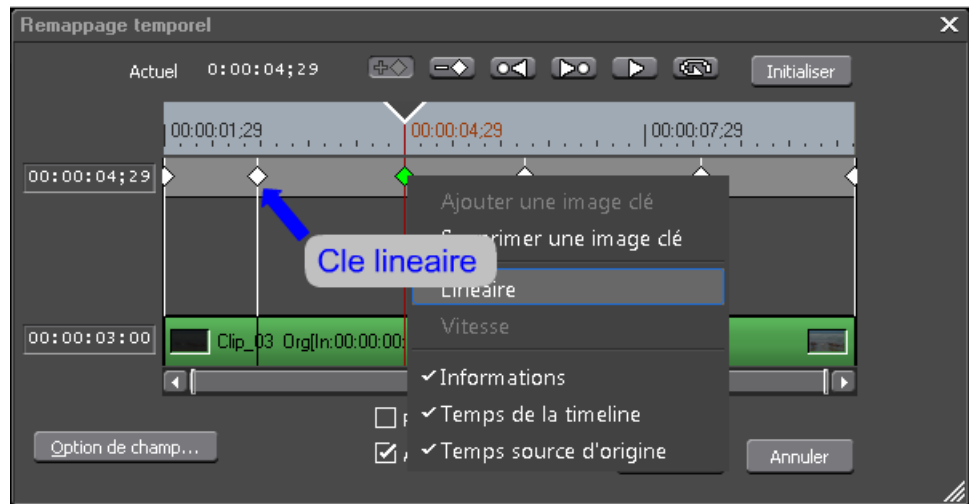 Remappage temporel
Actuel 0:00:04;29 Initialiser
00:00:01;29 00:00:04;29 00:00:07;29
00:00:04;29
Ajouter une image clé
une image clé
Cle lineaire
Linéaire
Vitesse
00:00:03:00 Clip_03 Org[In:00:00:00:
Informations
Temps de la timeline
Option de champ...
Temps source d'origine
Annuler